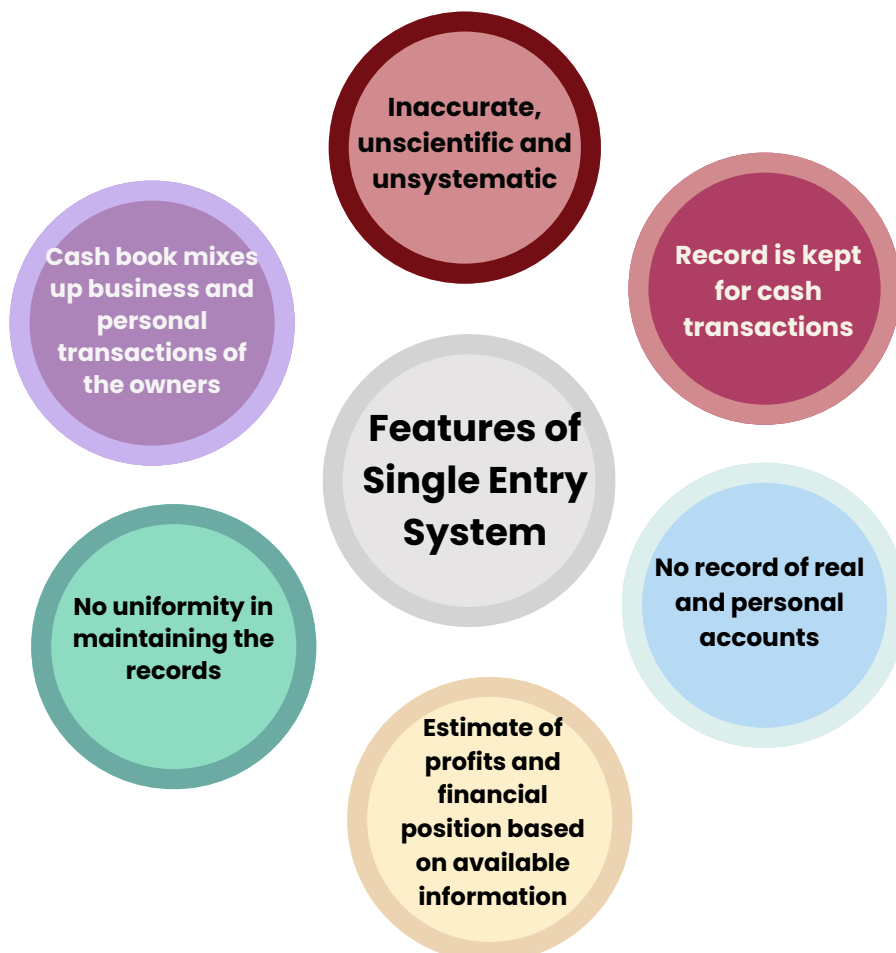 Inaccurate,
unscientific and
unsystematic
Record is kept
for cash
transactions
Cash book mixes
up business and
personal
transactions of
the owners
Features of
Single Entry
System
No record of real
and personal
accounts
No uniformity in
maintaining the
records
Estimate of
profits and
financial
position based
on available
information